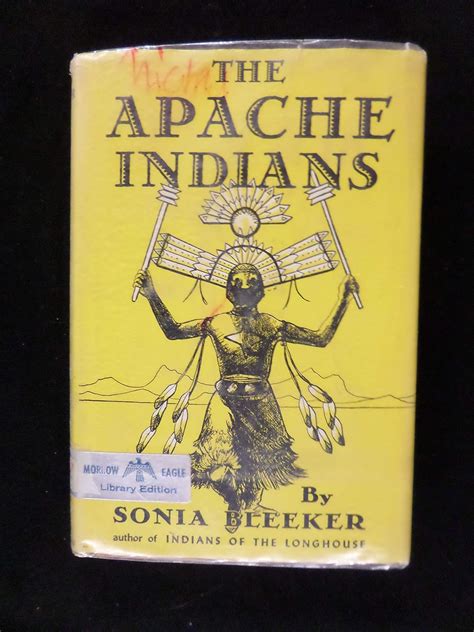 THE
APACHE
INDIANS
MORROW EAGLE
Library Edition
By
SONIA BLEEKER
author of INDIANS OF THE LONGHOUSE